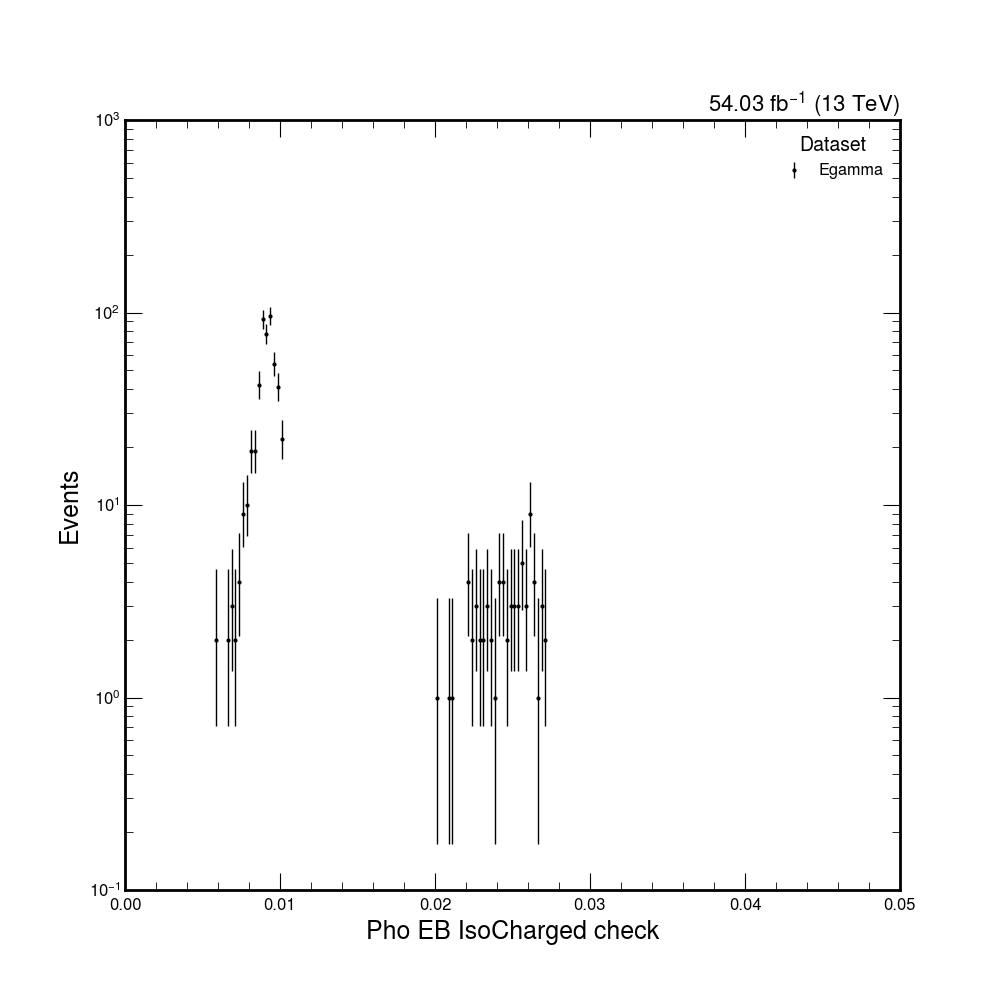 54.03 fb⁻¹ (13 TeV)
10³
Dataset
Egamma
10²
10¹
10⁰
10⁻¹
Events
0.00 0.01 0.02 0.03 0.04 0.05
Pho EB IsoCharged check